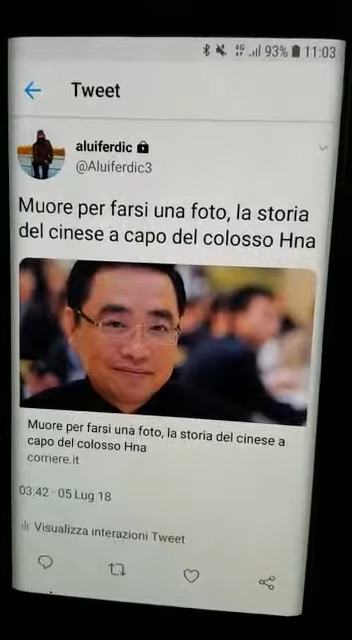 4G 93% 11:03
Tweet
aluiferdic
@Aluiferdic3
Muore per farsi una foto, la storia
del cinese a capo del colosso Hna
Muore per farsi una foto, la storia del cinese a
capo del colosso Hna
corriere.it
03:42 · 05 Lug 18
Visualizza interazioni Tweet